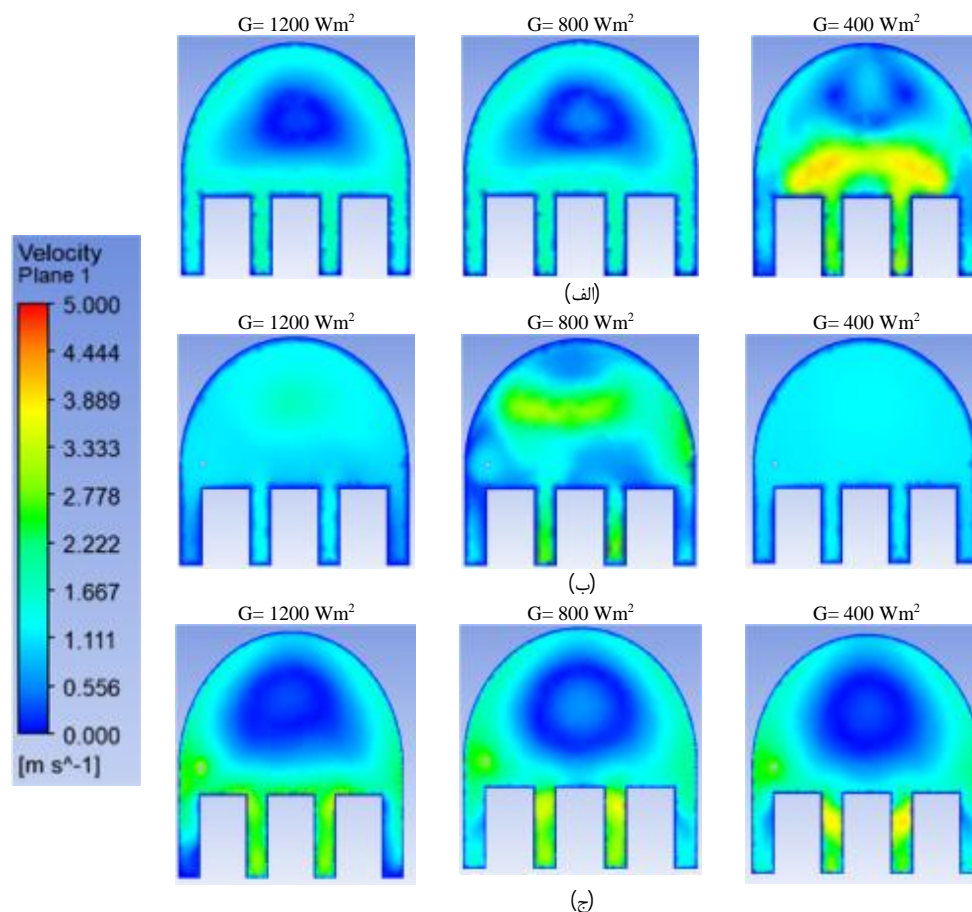 G= 1200 Wm²
G= 800 Wm²
G= 400 Wm²
(الف)
G= 1200 Wm²
G= 800 Wm²
G= 400 Wm²
(ب)
G= 1200 Wm²
G= 800 Wm²
G= 400 Wm²
(ج)
Velocity
Plane 1
5.000
4.444
3.889
3.333
2.778
2.222
1.667
1.111
0.556
0.000
[m s^-1]